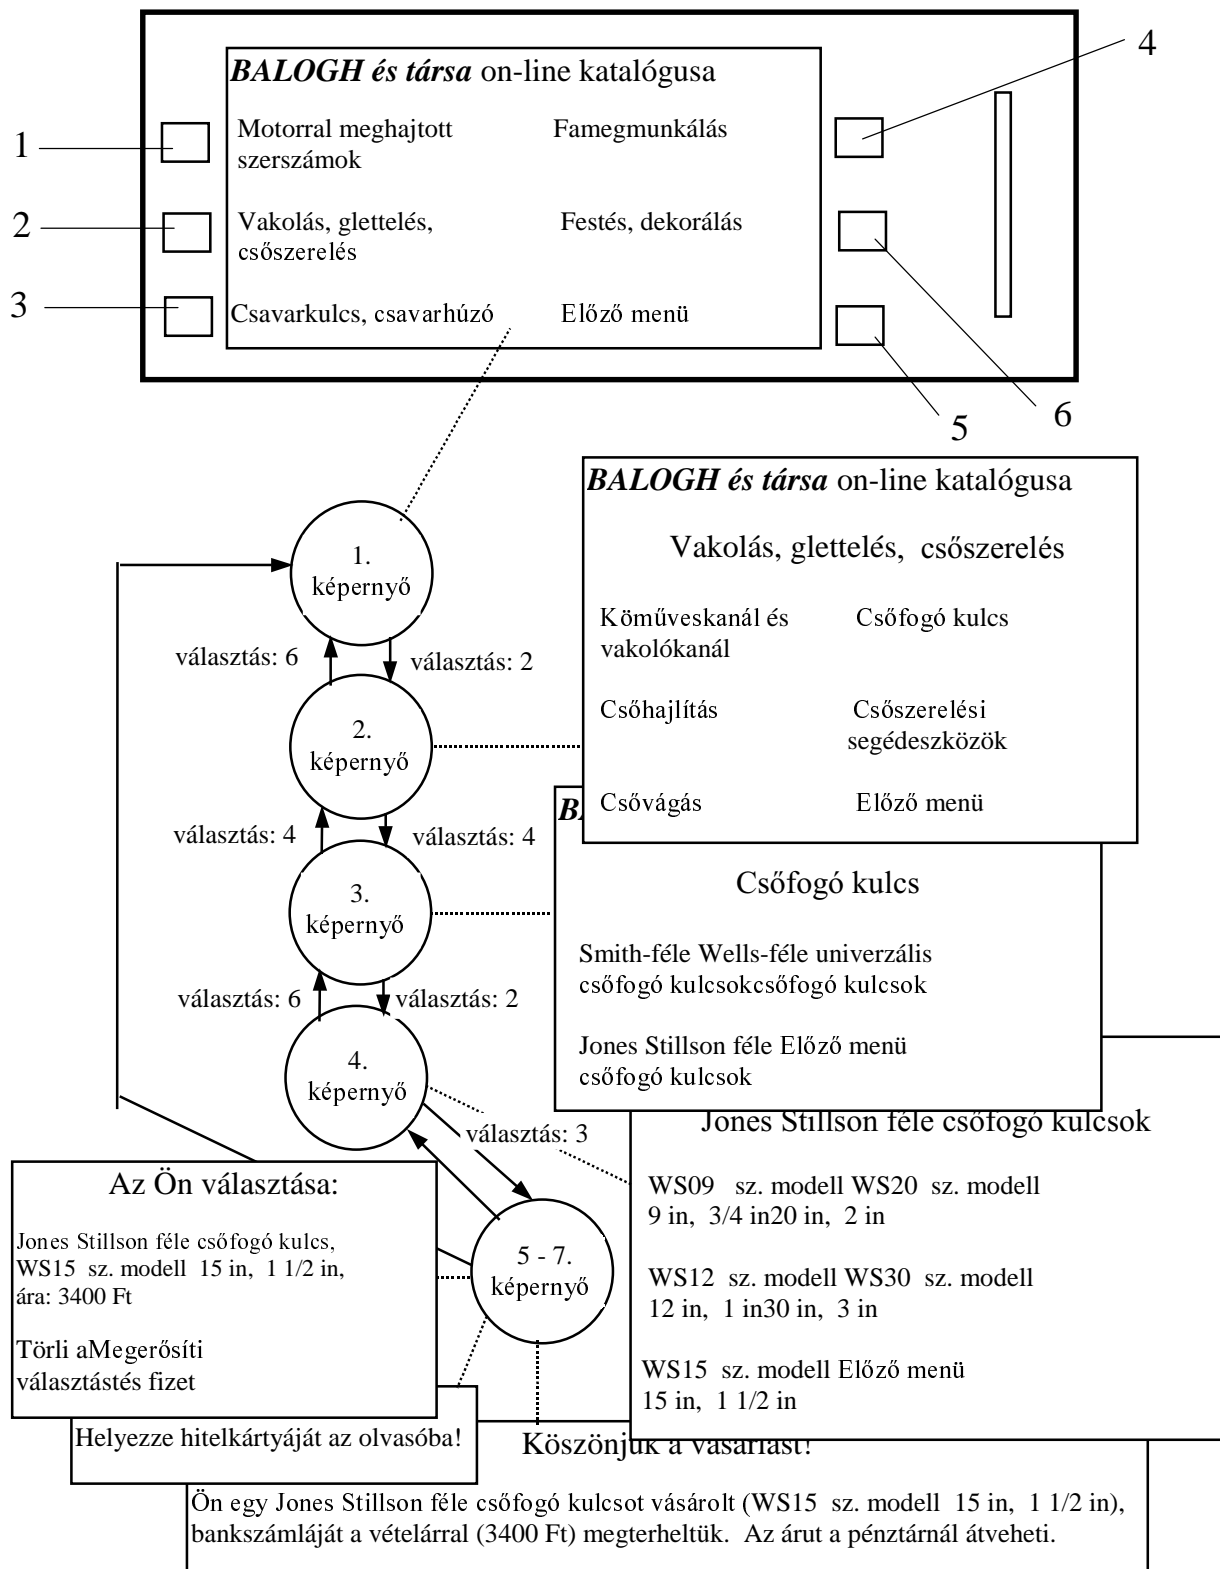 BALOGH és társa on-line katalógusa
4
1
Motorral meghajtott
szerszámok
Famegmunkálás
2
Vakolás, glettelés,
csőszerelés
Festés, dekorálás
3
Csavarkulcs, csavarhúzó
Előző menü
5
6
BALOGH és társa on-line katalógusa
Vakolás, glettelés, csőszerelés
Köműveskanál és
vakolókanál
Csőfogó kulcs
Csőhajlítás
Csőszerelési
segédeszközök
Csővágás
Előző menü
1.
képernyő
választás: 6
választás: 2
2.
képernyő
választás: 4
választás: 4
3.
képernyő
választás: 6
választás: 2
4.
képernyő
választás: 3
5 - 7.
képernyő
Csőfogó kulcs
Smith-féle Wells-féle univerzális
csőfogó kulcsokcsőfogó kulcsok
Jones Stillson féle Előző menü
csőfogó kulcsok
Jones Stillson féle csőfogó kulcsok
WS09 sz. modell WS20 sz. modell
9 in, 3/4 in20 in, 2 in
WS12 sz. modell WS30 sz. modell
12 in, 1 in30 in, 3 in
WS15 sz. modell Előző menü
15 in, 1 1/2 in
Az Ön választása:
Jones Stillson féle csőfogó kulcs,
WS15 sz. modell 15 in, 1 1/2 in,
ára: 3400 Ft
Törli aMegerősíti
választástés fizet
Helyezze hitelkártyáját az olvasóba!
Köszönjük a vásárlást!
Ön egy Jones Stillson féle csőfogó kulcsot vásárolt (WS15 sz. modell 15 in, 1 1/2 in),
bankszámláját a vételárral (3400 Ft) megterheltük. Az árut a pénztárnál átveheti.